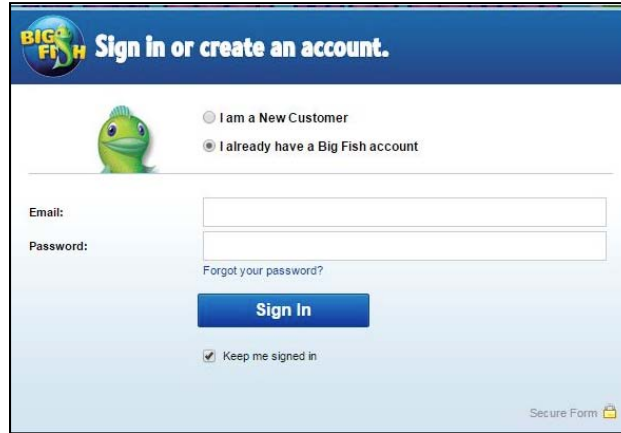 BIG FISH
Sign in or create an account.
I am a New Customer
I already have a Big Fish account
Email:
Password:
Forgot your password?
Sign In
Keep me signed in
Secure Form